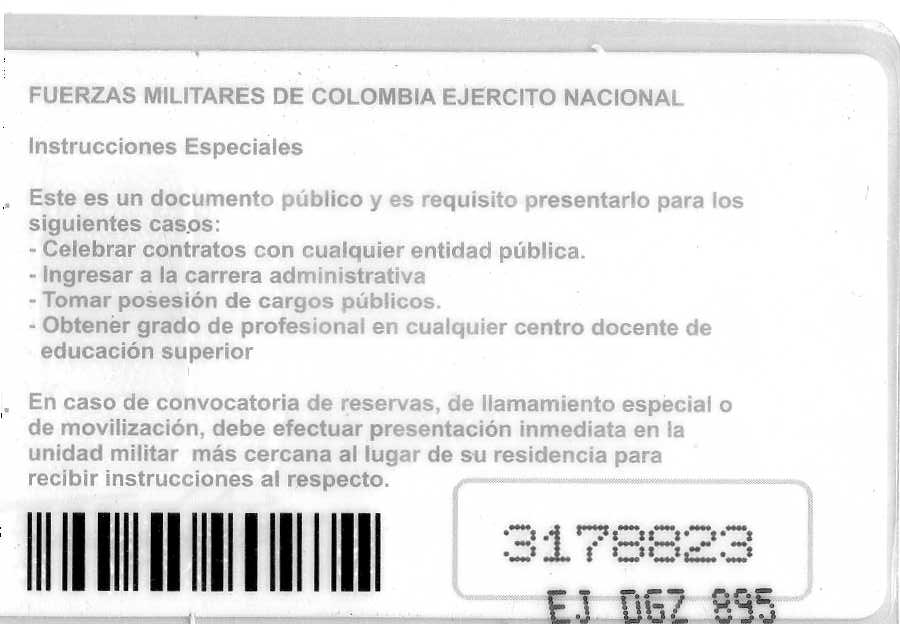 FUERZAS MILITARES DE COLOMBIA EJERCITO NACIONAL
Instrucciones Especiales
Este es un documento público y es requisito presentarlo para los
siguientes casos:
- Celebrar contratos con cualquier entidad pública.
- Ingresar a la carrera administrativa
- Tomar posesión de cargos públicos.
- Obtener grado de profesional en cualquier centro docente de
educación superior
En caso de convocatoria de reservas, de llamamiento especial o
de movilización, debe efectuar presentación inmediata en la
unidad militar más cercana al lugar de su residencia para
recibir instrucciones al respecto.
3178823
EJ DGZ 895